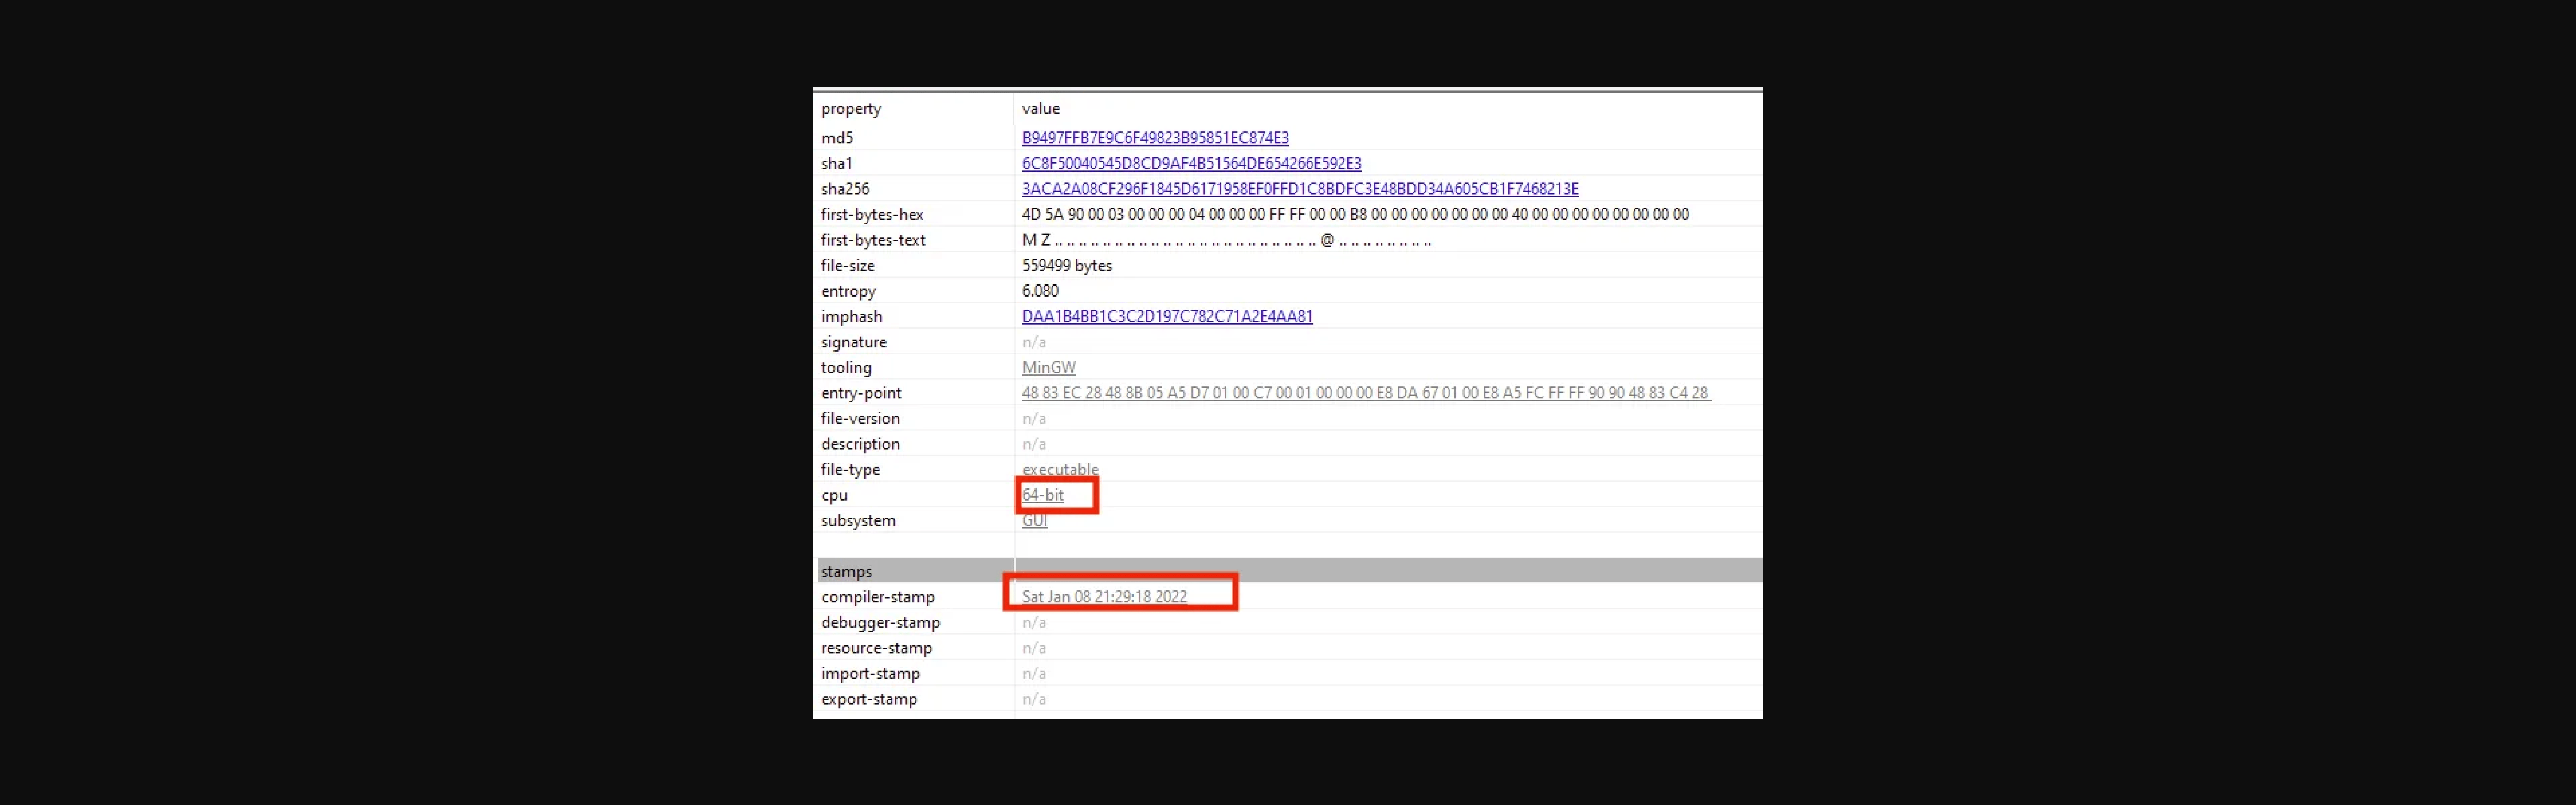 property value
md5 B9497FFB7E9C6F49823B95851EC874E3
sha1 6C8F50040545D8CD9AF4B51564DE654266E592E3
sha256 3ACA2A08CF296F1845D6171958EF0FFD1C8BDFC3E48BDD34A605CB1F7468213E
first-bytes-hex 4D 5A 90 00 03 00 00 00 04 00 00 00 FF FF 00 00 B8 00 00 00 00 00 00 00 40 00 00 00 00 00 00 00 00
first-bytes-text M Z .. .. .. .. .. .. .. .. .. .. .. .. .. .. .. .. .. .. .. .. .. .. @ .. .. .. .. .. .. .. ..
file-size 559499 bytes
entropy 6.080
imphash DAA1B4BB1C3C2D197C782C71A2E4AA81
signature n/a
tooling MinGW
entry-point 48 83 EC 28 48 8B 05 A5 D7 01 00 C7 00 01 00 00 00 E8 DA 67 01 00 E8 A5 FC FF FF 90 90 48 83 C4 28
file-version n/a
description n/a
file-type executable
cpu 64-bit
subsystem GUI
stamps
compiler-stamp Sat Jan 08 21:29:18 2022
debugger-stamp n/a
resource-stamp n/a
import-stamp n/a
export-stamp n/a